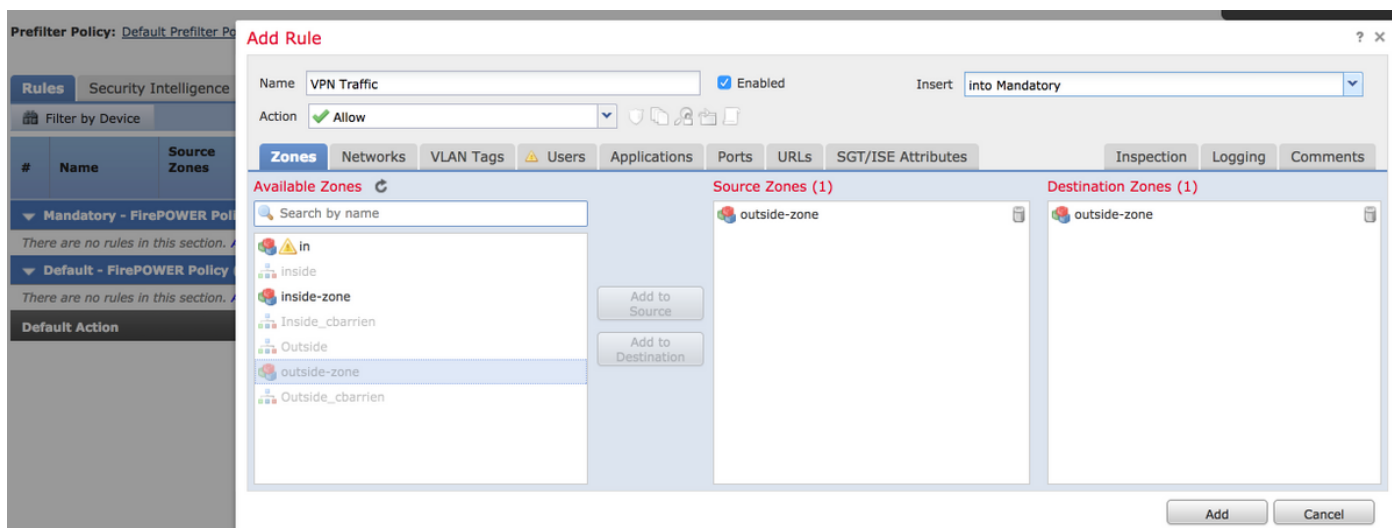 Prefilter Policy: Default Prefilter Po
Rules Security Intelligence
Filter by Device
# Name Source Zones
Mandatory - FirePOWER Poli
There are no rules in this section.
Default - FirePOWER Policy
There are no rules in this section.
Default Action
Add Rule ? ×
Name VPN Traffic Enabled Insert into Mandatory
Action Allow
Zones Networks VLAN Tags Users Applications Ports URLs SGT/ISE Attributes Inspection Logging Comments
Available Zones Source Zones (1) Destination Zones (1)
Search by name
in
inside
inside-zone
Inside_cbarrien
Outside
outside-zone
Outside_cbarrien
Add to Source
Add to Destination
outside-zone
outside-zone
Add Cancel